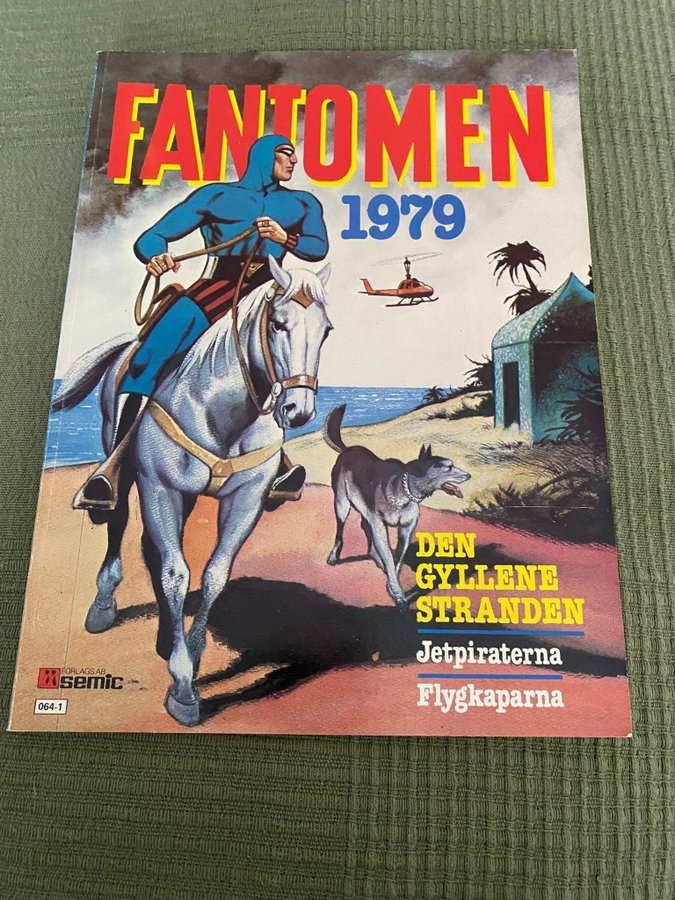 FANTOMEN
1979
DEN
GYLLENE
STRANDEN
Jetpiraterna
Flygkaparna
FÖRLAGS AB
semic
064-1